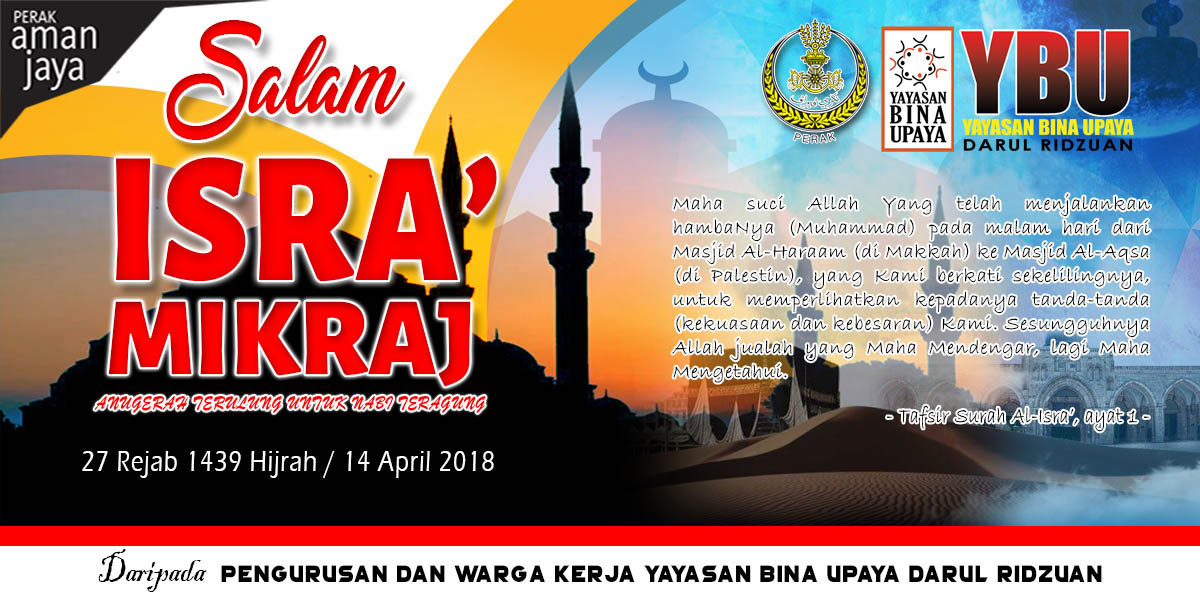 PERAK
aman
jaya
Salam
ISRA'
MIKRAJ
ANUGERAH TERULUNG UNTUK NABI TERAGUNG
27 Rejab 1439 Hijrah / 14 April 2018
PERAK
YAYASAN
BINA
UPAYA
YBU
YAYASAN BINA UPAYA
DARUL RIDZUAN
Maha suci Allah Yang telah menjalankan
hambaNya (Muhammad) pada malam hari dari
Masjid Al-Haraam (di Makkah) ke Masjid Al-Aqsa
(di Palestin), yang Kami berkati sekelilingnya,
untuk memperlihatkan kepadanya tanda-tanda
(kekuasaan dan kebesaran) Kami. Sesungguhnya
Allah jualah yang Maha Mendengar, lagi Maha
Mengetahui.
- Tafsir Surah Al-Isra', ayat 1 -
Daripada PENGURUSAN DAN WARGA KERJA YAYASAN BINA UPAYA DARUL RIDZUAN